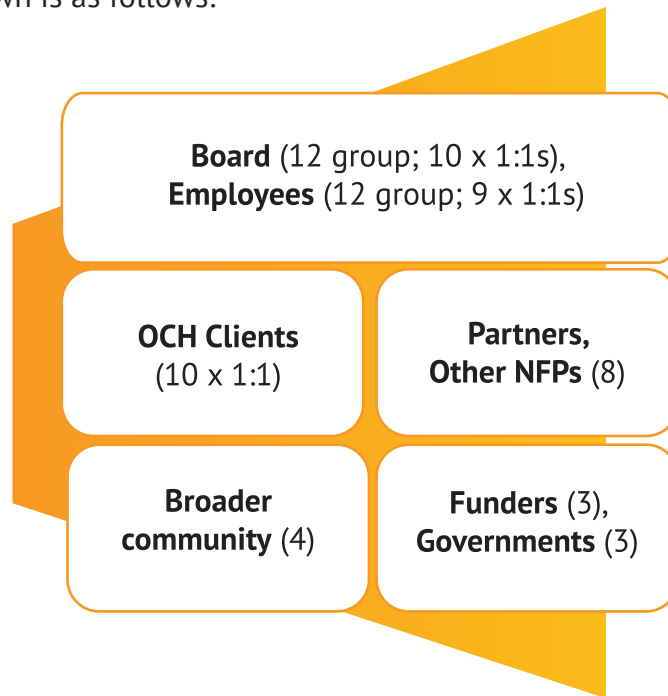 is as follows:
Board (12 group; 10 x 1:1s),
Employees (12 group; 9 x 1:1s)
OCH Clients
(10 x 1:1)
Partners,
Other NFPs (8)
Broader
community (4)
Funders (3),
Governments (3)